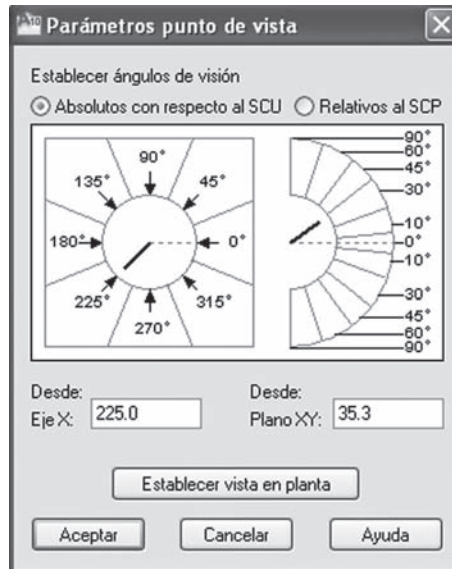 Parámetros punto de vista
Establecer ángulos de visión
Absolutos con respecto al SCU Relativos al SCP
90°
135° 45°
180° 0°
225° 315°
270°
90°
60°
45°
30°
10°
0°
10°
30°
45°
60°
90°
Desde: Desde:
Eje X: 225.0 Plano XY: 35.3
Establecer vista en planta
Aceptar Cancelar Ayuda